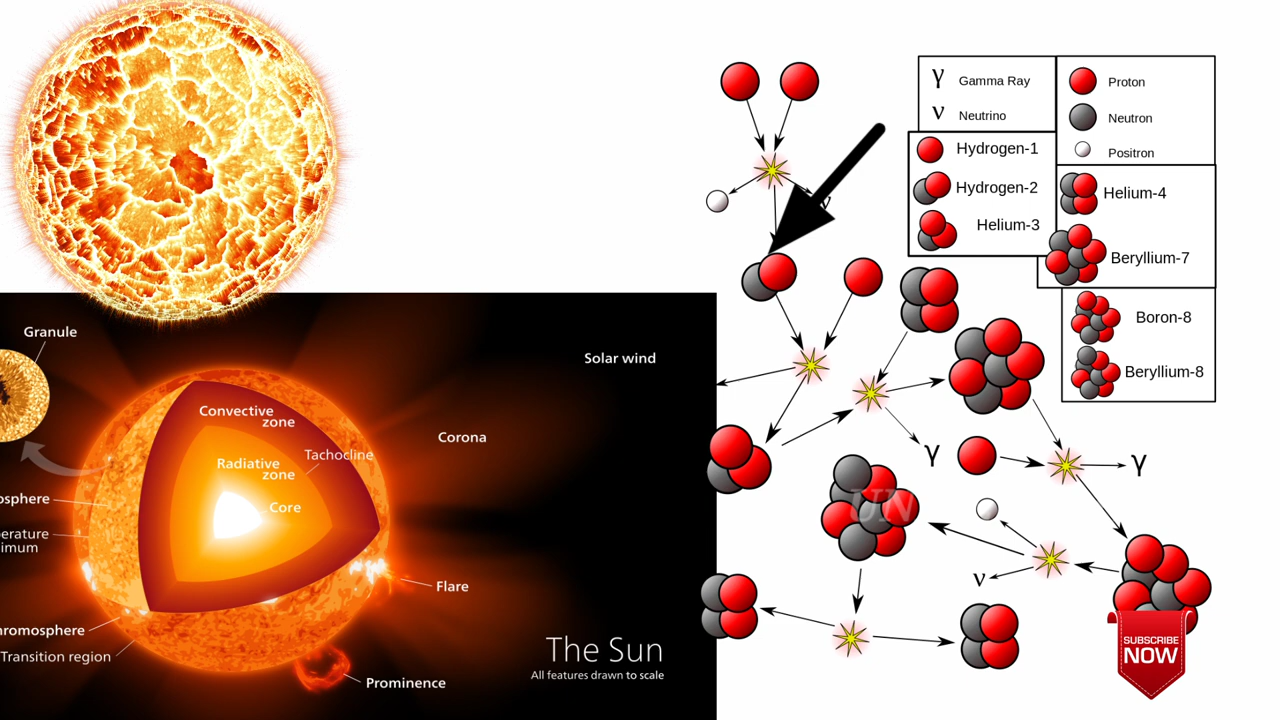 γ Gamma Ray
ν Neutrino
Proton
Neutron
Positron
Hydrogen-1
Hydrogen-2
Helium-3
Helium-4
Beryllium-7
Boron-8
Beryllium-8
Granule
Solar wind
Convective
zone
Corona
Tachocline
Radiative
zone
Core
osphere
erature
imum
Flare
hromosphere
Transition region
Prominence
The Sun
All features drawn to scale
γ
γ
ν
UN
SUBSCRIBE
NOW